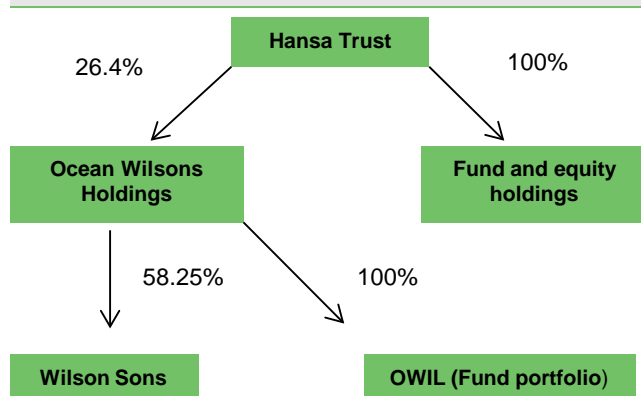 Hansa Trust
26.4%
100%
Ocean Wilsons
Holdings
Fund and equity
holdings
58.25%
100%
Wilson Sons
OWIL (Fund portfolio)